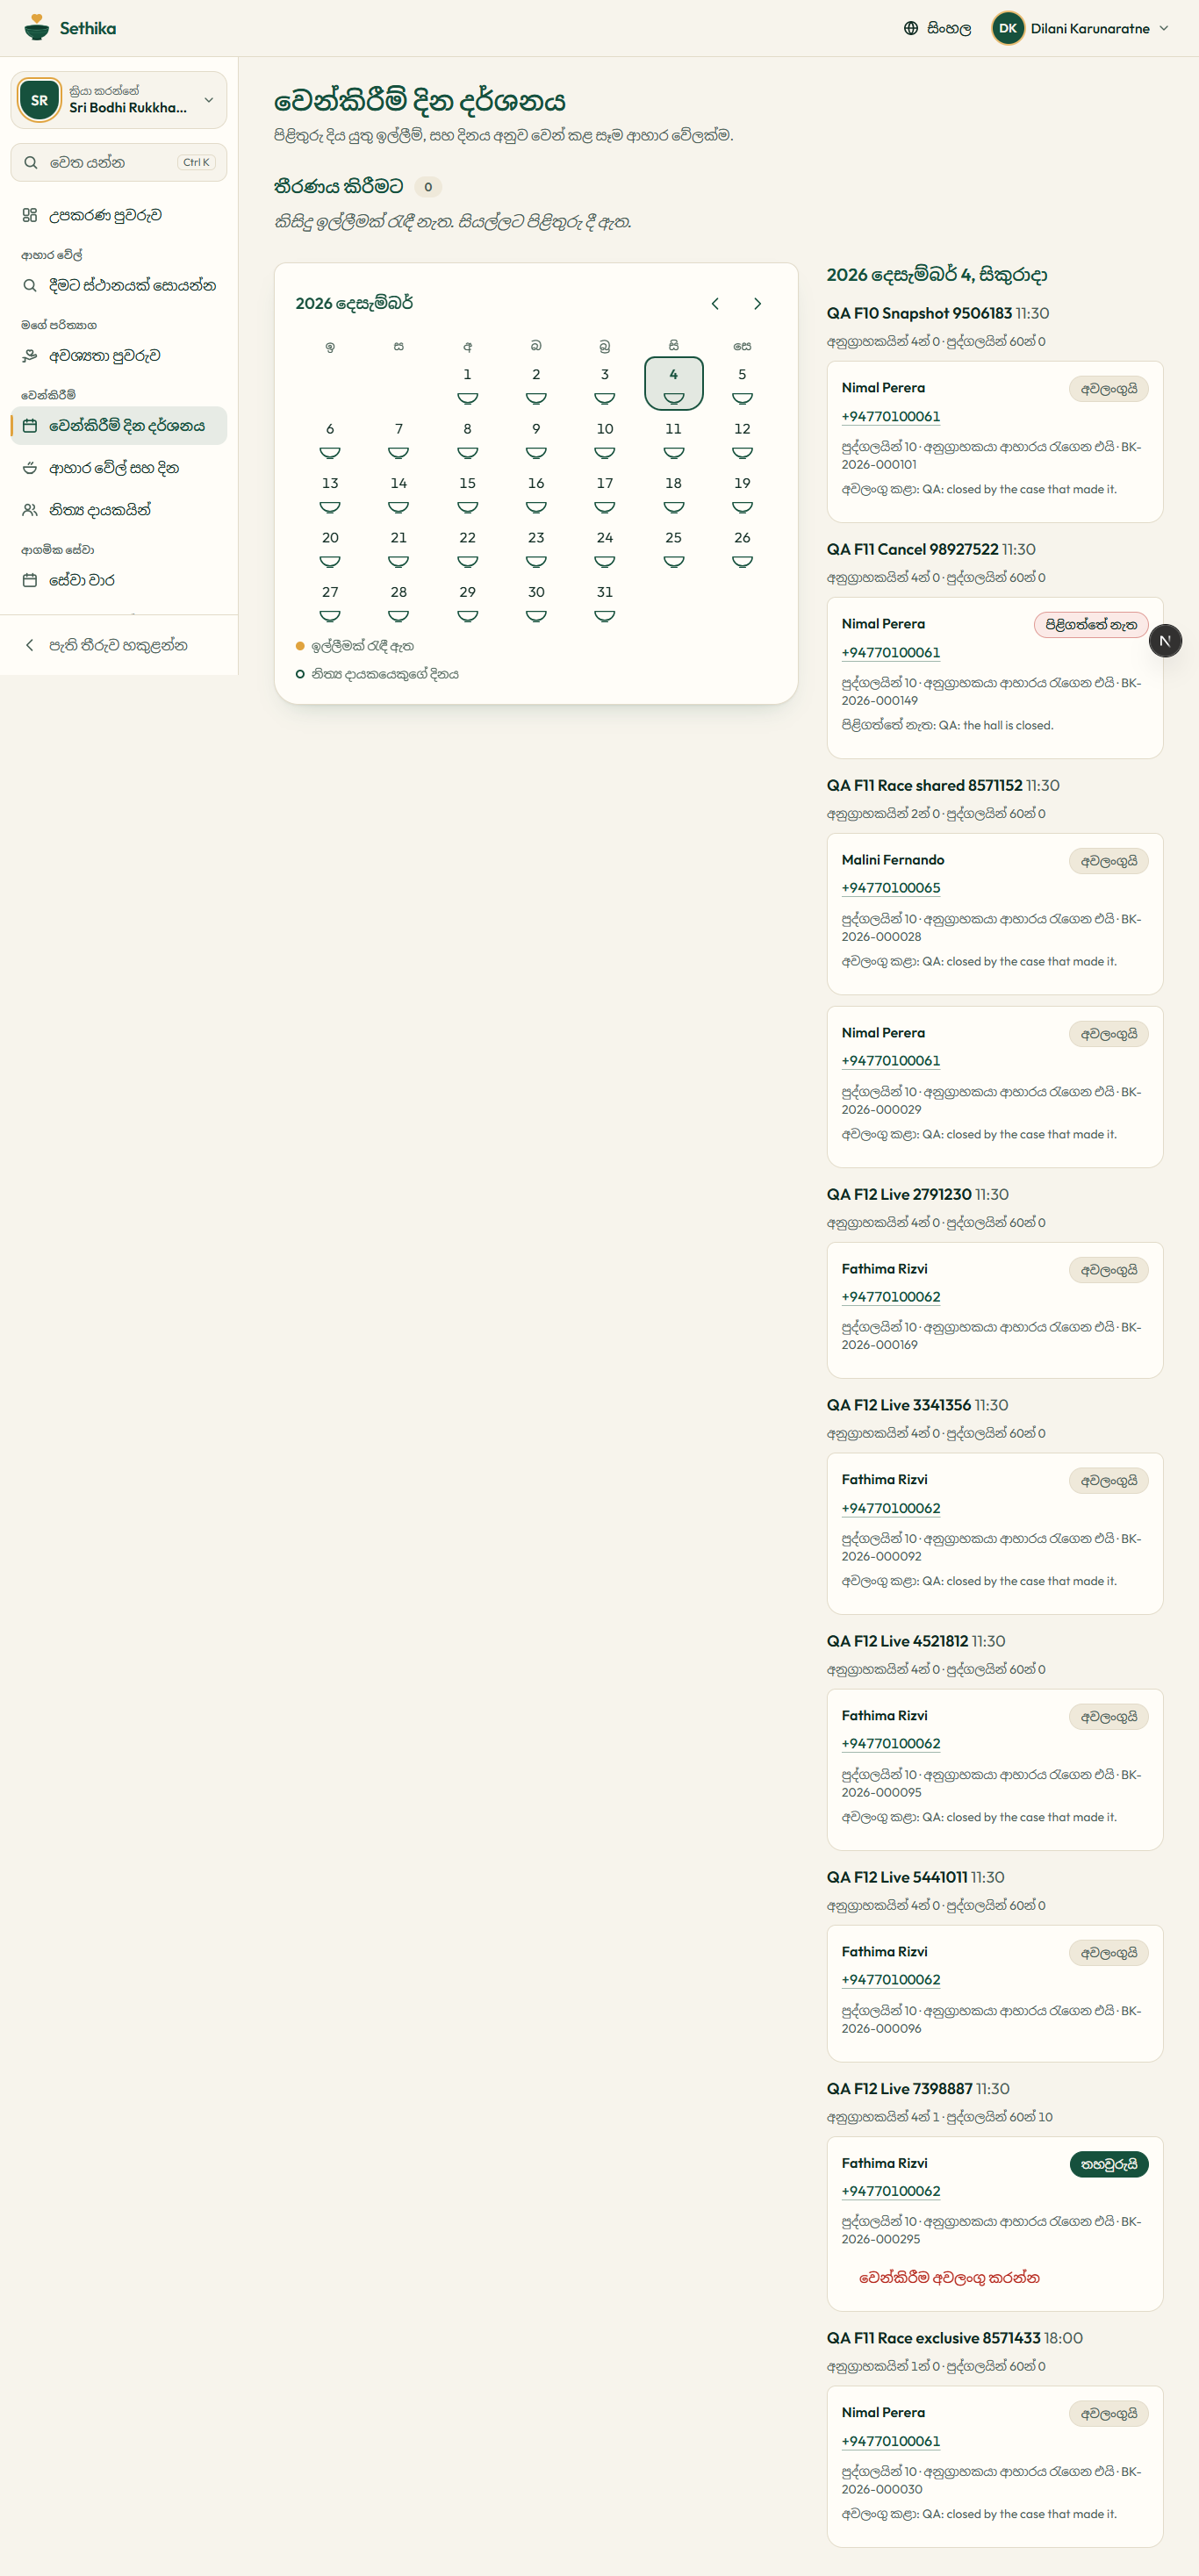 Sethika
සිංහල
DK
Dilani Karunaratne
SR
ක්‍රියා කරන්නේ
Sri Bodhi Rukkha...
වෙත යන්න
Ctrl K
උපකරණ පුවරුව
ආහාර වේල්
දීමට ස්ථානයක් සොයන්න
මගේ පරිත්‍යාග
අවශ්‍යතා පුවරුව
වෙන්කිරීම්
වෙන්කිරීම් දින දර්ශනය
ආහාර වේල් සහ දින
නිත්‍ය දායකයින්
ආගමික සේවා
සේවා වාර
පැති තීරුව හකුළන්න
වෙන්කිරීම් දින දර්ශනය
පිළිතුරු දිය යුතු ඉල්ලීම්, සහ දිනය අනුව වෙන් කළ සෑම ආහාර වේලක්ම.
තීරණය කිරීමට 0
කිසිදු ඉල්ලීමක් රැඳී නැත. සියල්ලට පිළිතුරු දී ඇත.
2026 දෙසැම්බර්
ඉ ස අ බ බ්‍ර සි සෙ
1 2 3 4 5
6 7 8 9 10 11 12
13 14 15 16 17 18 19
20 21 22 23 24 25 26
27 28 29 30 31
ඉල්ලීමක් රැඳී ඇත
නිත්‍ය දායකයෙකුගේ දිනය
2026 දෙසැම්බර් 4, සිකුරාදා
QA F10 Snapshot 9506183 11:30
අනුග්‍රාහකයින් 4න් 0 · පුද්ගලයින් 60න් 0
Nimal Perera
අවලංගුයි
+94770100061
පුද්ගලයින් 10 · අනුග්‍රාහකයා ආහාරය රැගෙන එයි · BK-
2026-000101
අවලංගු කළා: QA: closed by the case that made it.
QA F11 Cancel 98927522 11:30
අනුග්‍රාහකයින් 4න් 0 · පුද්ගලයින් 60න් 0
Nimal Perera
පිළිගත්තේ නැත
+94770100061
පුද්ගලයින් 10 · අනුග්‍රාහකයා ආහාරය රැගෙන එයි · BK-
2026-000149
පිළිගත්තේ නැත: QA: the hall is closed.
QA F11 Race shared 8571152 11:30
අනුග්‍රාහකයින් 2න් 0 · පුද්ගලයින් 60න් 0
Malini Fernando
අවලංගුයි
+94770100065
පුද්ගලයින් 10 · අනුග්‍රාහකයා ආහාරය රැගෙන එයි · BK-
2026-000028
අවලංගු කළා: QA: closed by the case that made it.
Nimal Perera
අවලංගුයි
+94770100061
පුද්ගලයින් 10 · අනුග්‍රාහකයා ආහාරය රැගෙන එයි · BK-
2026-000029
අවලංගු කළා: QA: closed by the case that made it.
QA F12 Live 2791230 11:30
අනුග්‍රාහකයින් 4න් 0 · පුද්ගලයින් 60න් 0
Fathima Rizvi
අවලංගුයි
+94770100062
පුද්ගලයින් 10 · අනුග්‍රාහකයා ආහාරය රැගෙන එයි · BK-
2026-000169
QA F12 Live 3341356 11:30
අනුග්‍රාහකයින් 4න් 0 · පුද්ගලයින් 60න් 0
Fathima Rizvi
අවලංගුයි
+94770100062
පුද්ගලයින් 10 · අනුග්‍රාහකයා ආහාරය රැගෙන එයි · BK-
2026-000092
අවලංගු කළා: QA: closed by the case that made it.
QA F12 Live 4521812 11:30
අනුග්‍රාහකයින් 4න් 0 · පුද්ගලයින් 60න් 0
Fathima Rizvi
අවලංගුයි
+94770100062
පුද්ගලයින් 10 · අනුග්‍රාහකයා ආහාරය රැගෙන එයි · BK-
2026-000095
අවලංගු කළා: QA: closed by the case that made it.
QA F12 Live 5441011 11:30
අනුග්‍රාහකයින් 4න් 0 · පුද්ගලයින් 60න් 0
Fathima Rizvi
අවලංගුයි
+94770100062
පුද්ගලයින් 10 · අනුග්‍රාහකයා ආහාරය රැගෙන එයි · BK-
2026-000096
QA F12 Live 7398887 11:30
අනුග්‍රාහකයින් 4න් 1 · පුද්ගලයින් 60න් 10
Fathima Rizvi
තහවුරුයි
+94770100062
පුද්ගලයින් 10 · අනුග්‍රාහකයා ආහාරය රැගෙන එයි · BK-
2026-000295
වෙන්කිරීම අවලංගු කරන්න
QA F11 Race exclusive 8571433 18:00
අනුග්‍රාහකයින් 1න් 0 · පුද්ගලයින් 60න් 0
Nimal Perera
අවලංගුයි
+94770100061
පුද්ගලයින් 10 · අනුග්‍රාහකයා ආහාරය රැගෙන එයි · BK-
2026-000030
අවලංගු කළා: QA: closed by the case that made it.